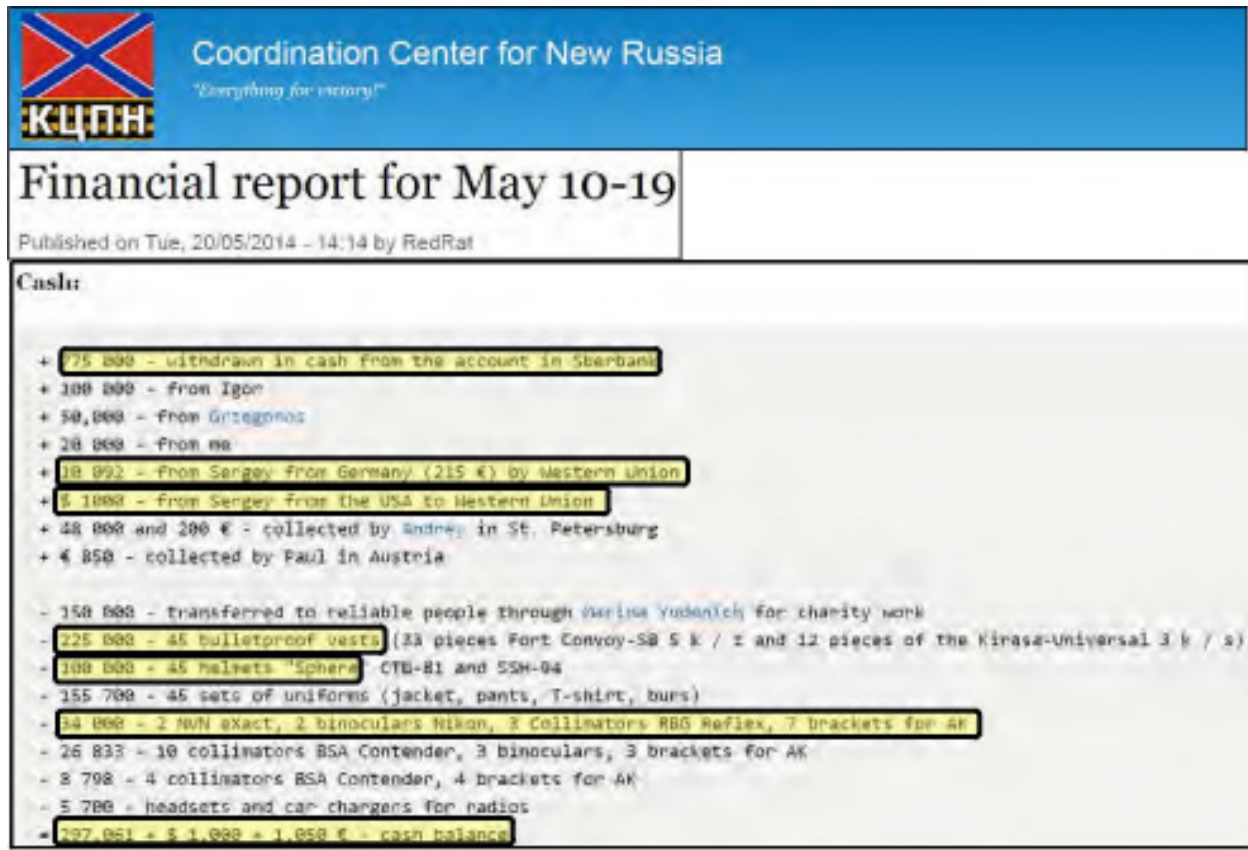 КЦПН
Coordination Center for New Russia
"Everything for victory!"
Financial report for May 10-19
Published on Tue, 20/05/2014 - 14:14 by RedRat
Cash:
+ 775 000 - withdrawn in cash from the account in Sberbank
+ 100 000 - from Igor
+ 50,000 - from
+ 20 000 - from me
+ 10 092 - from Sergey from Germany (215 €) by Western Union
+ $ 1000 - from Sergey from the USA to Western Union
+ 48 000 and 200 € - collected by Andrey in St. Petersburg
+ € 850 - collected by Paul in Austria
- 150 000 - transferred to reliable people through Marina Yudenich for charity work
- 225 000 - 45 bulletproof vests (33 pieces Fort Convoy-SB 5 k / z and 12 pieces of the Kirasa-Universal 3 k / s)
- 100 000 - 45 helmets "Sphere" and SSH-94
- 155 700 - 45 sets of uniforms (jacket, pants, T-shirt, burs)
- 34 000 - 2 NVN eXact, 2 binoculars Nikon, 3 Collimators RBG Reflex, 7 brackets for AK
- 26 833 - 10 collimators BSA Contender, 3 binoculars, 3 brackets for AK
- 8 798 - 4 collimators BSA Contender, 4 brackets for AK
- 5 700 - headsets and car chargers for radios
= 297,061 + $ 1,000 + 1,050 € - cash balance